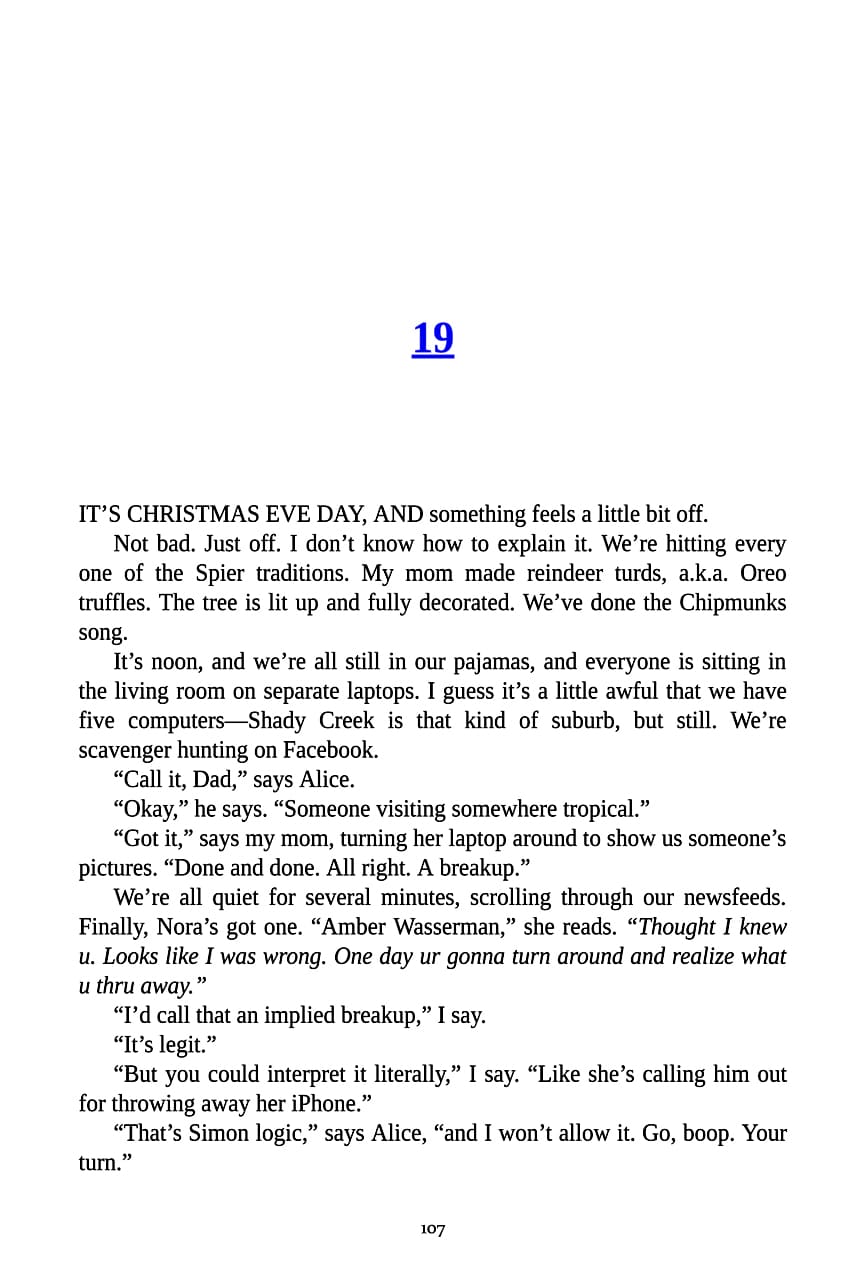 19
IT’S CHRISTMAS EVE DAY, AND something feels a little bit off.
Not bad. Just off. I don’t know how to explain it. We’re hitting every
one of the Spier traditions. My mom made reindeer turds, a.k.a. Oreo
truffles. The tree is lit up and fully decorated. We’ve done the Chipmunks
song.
It’s noon, and we’re all still in our pajamas, and everyone is sitting in
the living room on separate laptops. I guess it’s a little awful that we have
five computers—Shady Creek is that kind of suburb, but still. We’re
scavenger hunting on Facebook.
“Call it, Dad,” says Alice.
“Okay,” he says. “Someone visiting somewhere tropical.”
“Got it,” says my mom, turning her laptop around to show us someone’s
pictures. “Done and done. All right. A breakup.”
We’re all quiet for several minutes, scrolling through our newsfeeds.
Finally, Nora’s got one. “Amber Wasserman,” she reads. “Thought I knew
u. Looks like I was wrong. One day ur gonna turn around and realize what
u thru away.”
“I’d call that an implied breakup,” I say.
“It’s legit.”
“But you could interpret it literally,” I say. “Like she’s calling him out
for throwing away her iPhone.”
“That’s Simon logic,” says Alice, “and I won’t allow it. Go, boop. Your
turn.”
107